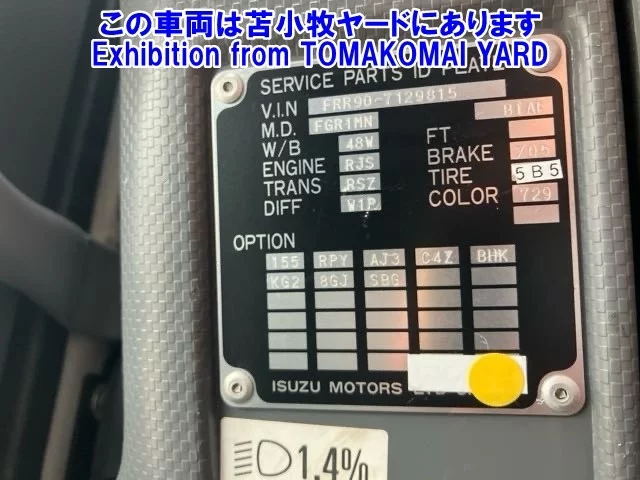 この車両は苫小牧ヤードにあります
Exhibition from TOMAKOMAI YARD
SERVICE PARTS ID PLATE
V.I.N FRR90-7129815
M.D. FGR1MN FT
W/B 48W BRAKE
ENGINE RJS TIRE 5B5
TRANS RSZ COLOR 729
DIFF W1P
OPTION
155 RPY AJ3 C4Z BHK
KG2 8GJ SBG
ISUZU MOTORS
1.4%